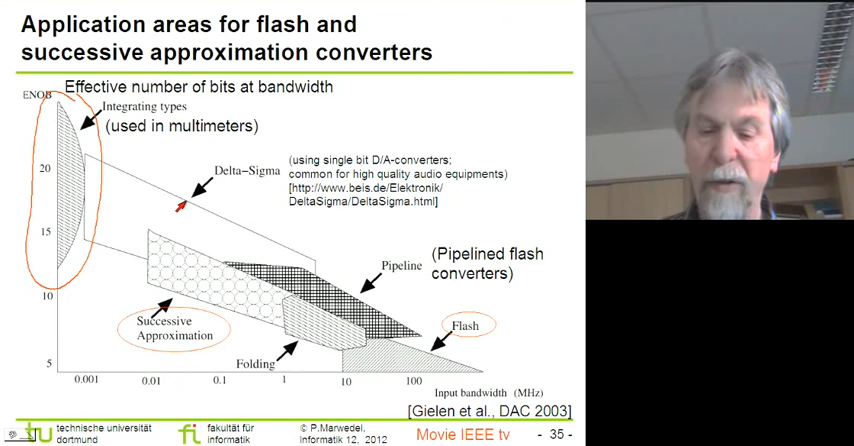 Application areas for flash and
successive approximation converters
Effective number of bits at bandwidth
ENOB
Integrating types
(used in multimeters)
20
Delta-Sigma
(using single bit D/A-converters;
common for high quality audio equipments)
[http://www.beis.de/Elektronik/
DeltaSigma/DeltaSigma.html]
15
Pipeline
(Pipelined flash
converters)
10
Successive
Approximation
Flash
Folding
5
0.001
0.01
0.1
1
10
100
Input bandwidth (MHz)
[Gielen et al., DAC 2003]
tu
technische universität
dortmund
fi
fakultät für
informatik
© P.Marwedel,
Informatik 12, 2012
Movie IEEE tv
- 35 -